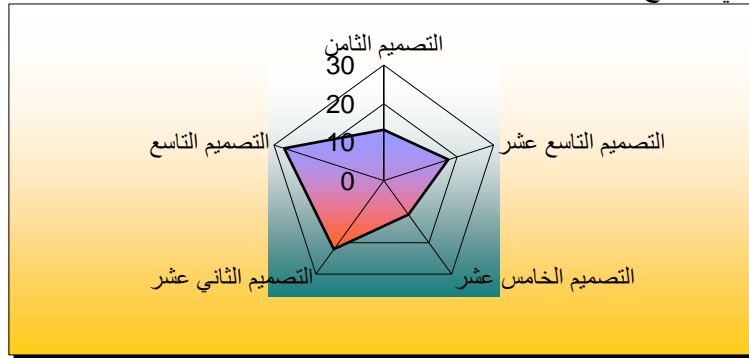 التصميم الثامن
30
20
10
0
التصميم التاسع عشر
التصميم التاسع
التصميم الخامس عشر
التصميم الثاني عشر